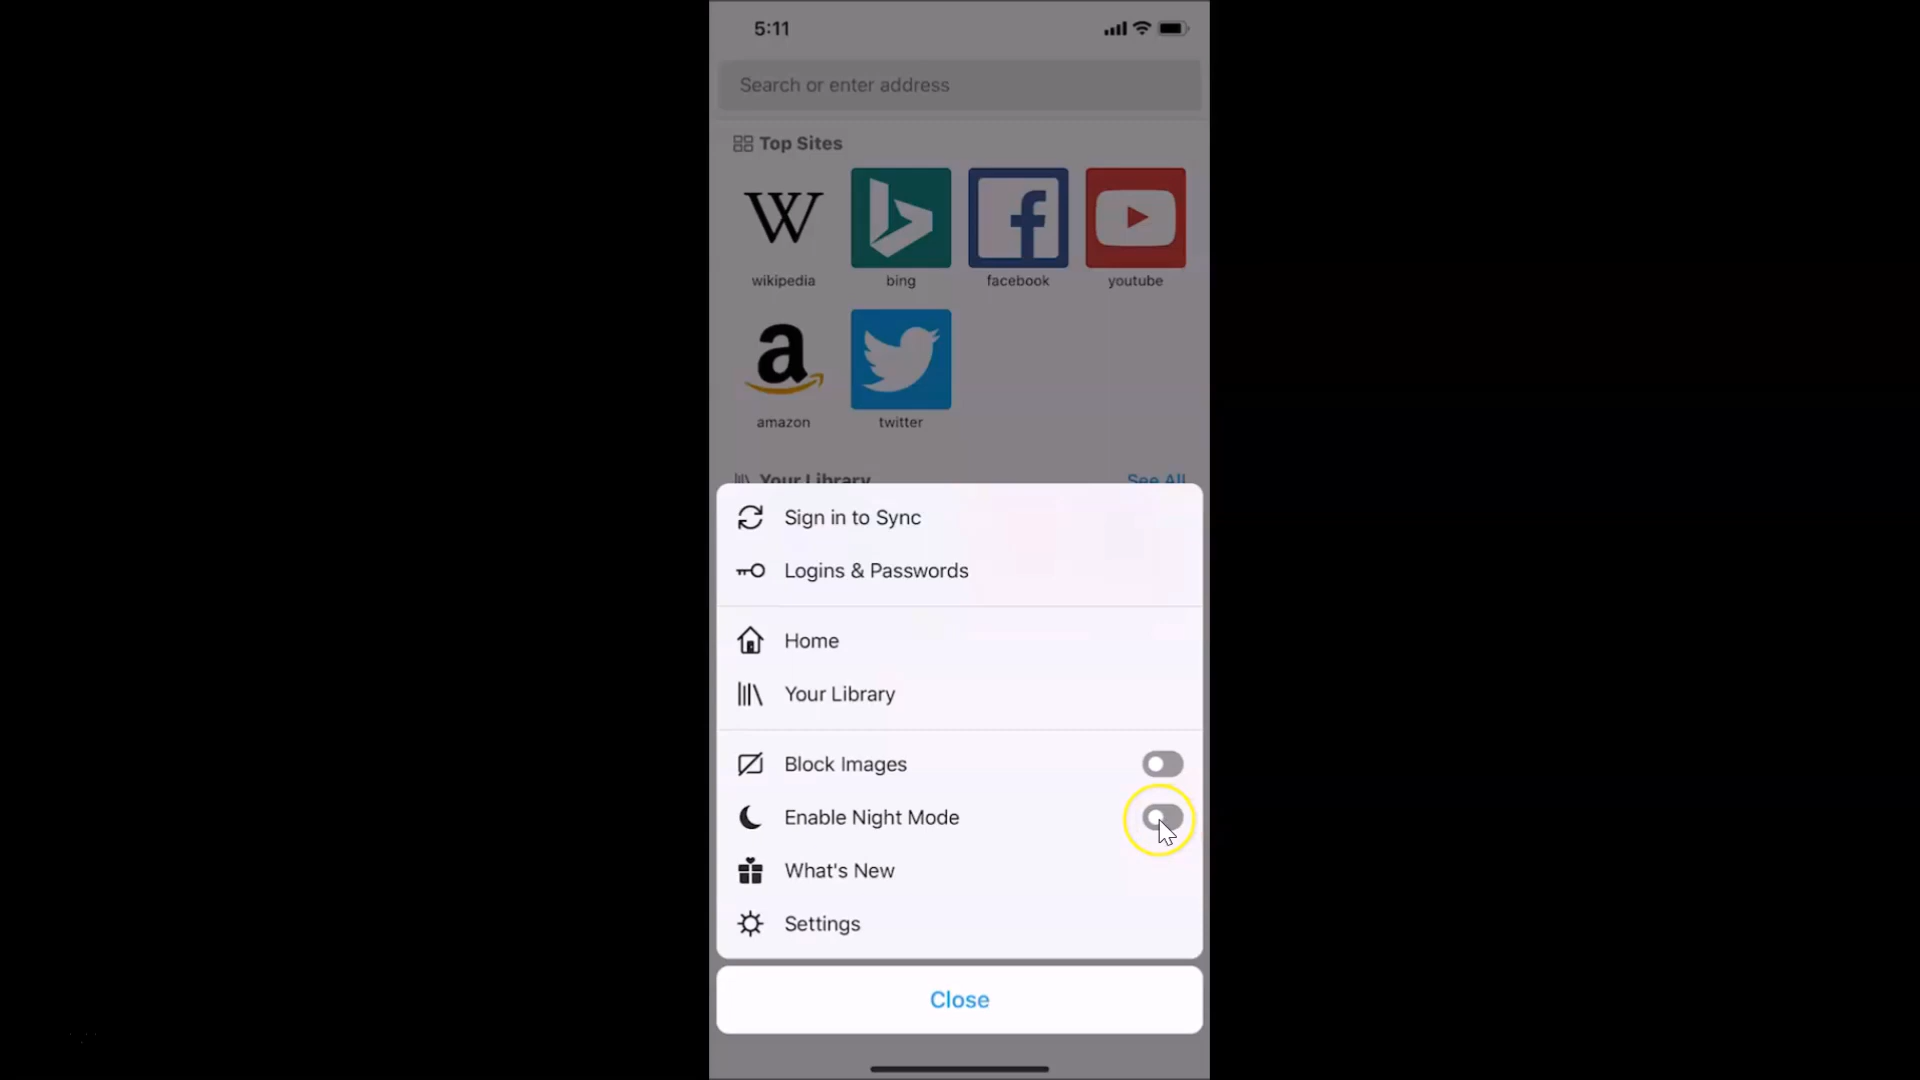 5:11
Search or enter address
Top Sites
W
wikipedia
bing
f
facebook
youtube
a
amazon
twitter
Your Library
See All
Sign in to Sync
Logins & Passwords
Home
Your Library
Block Images
Enable Night Mode
What's New
Settings
Close